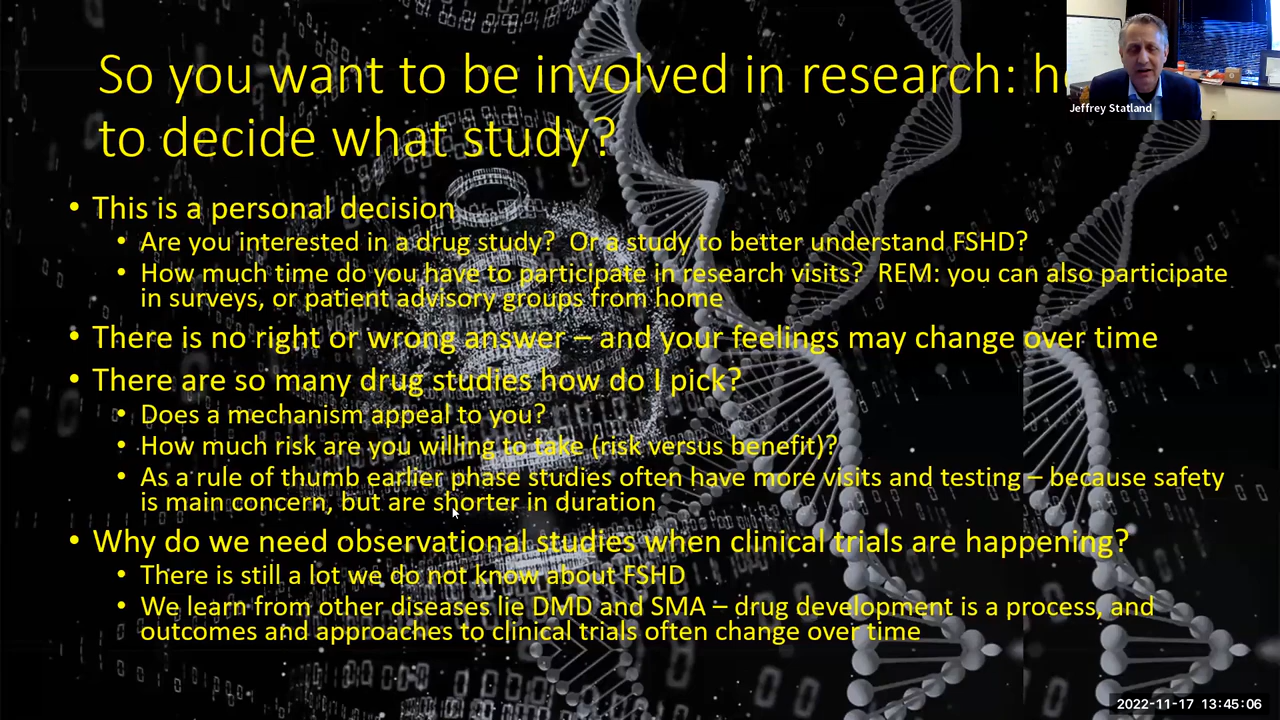 So you want to be involved in research:
to decide what study?
Jeffrey Statland
• This is a personal decision
• Are you interested in a drug study? Or a study to better understand FSHD?
• How much time do you have to participate in research visits? REM: you can also participate
in surveys, or patient advisory groups from home
• There is no right or wrong answer – and your feelings may change over time
• There are so many drug studies how do I pick?
• Does a mechanism appeal to you?
• How much risk are you willing to take (risk versus benefit)?
• As a rule of thumb earlier phase studies often have more visits and testing – because safety
is main concern, but are shorter in duration
• Why do we need observational studies when clinical trials are happening?
• There is still a lot we do not know about FSHD
• We learn from other diseases lie DMD and SMA – drug development is a process, and
outcomes and approaches to clinical trials often change over time
2022-11-17 13:45:06